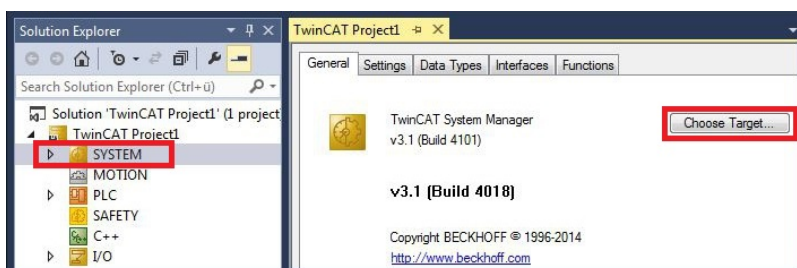 Solution Explorer
Search Solution Explorer (Ctrl+ü)
Solution 'TwinCAT Project1' (1 project
TwinCAT Project1
SYSTEM
MOTION
PLC
SAFETY
C++
I/O
TwinCAT Project1
General Settings Data Types Interfaces Functions
TwinCAT System Manager
v3.1 (Build 4101)
Choose Target...
v3.1 (Build 4018)
Copyright BECKHOFF © 1996-2014
http://www.beckhoff.com